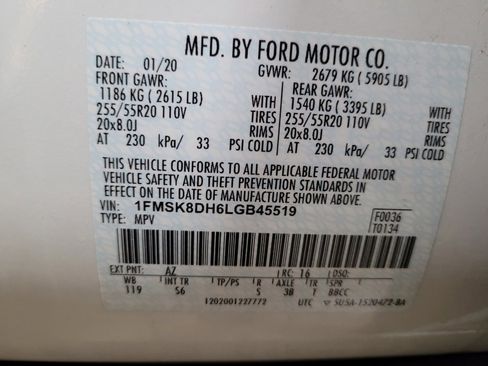 MFD. BY FORD MOTOR CO.
DATE: 01/20 GVWR: 2679 KG (5905 LB)
FRONT GAWR: REAR GAWR:
1186 KG (2615 LB) WITH 1540 KG (3395 LB) WITH
255/55R20 110V TIRES 255/55R20 110V TIRES
20x8.0J RIMS 20x8.0J RIMS
AT 230 kPa/ 33 PSI COLD AT 230 kPa/ 33 PSI COLD
THIS VEHICLE CONFORMS TO ALL APPLICABLE FEDERAL MOTOR
VEHICLE SAFETY AND THEFT PREVENTION STANDARDS IN
EFFECT ON THE DATE OF MANUFACTURE SHOWN ABOVE.
VIN: 1FMSK8DH6LGB45519 F0036
TYPE: MPV T0134
EXT PNT: AZ RC: 16 DSO:
WB INT TR TP/PS R AXLE TR SPR
119 S6 S 3B T BBCC
120200122772 UTC 5U5A-1520472-BA